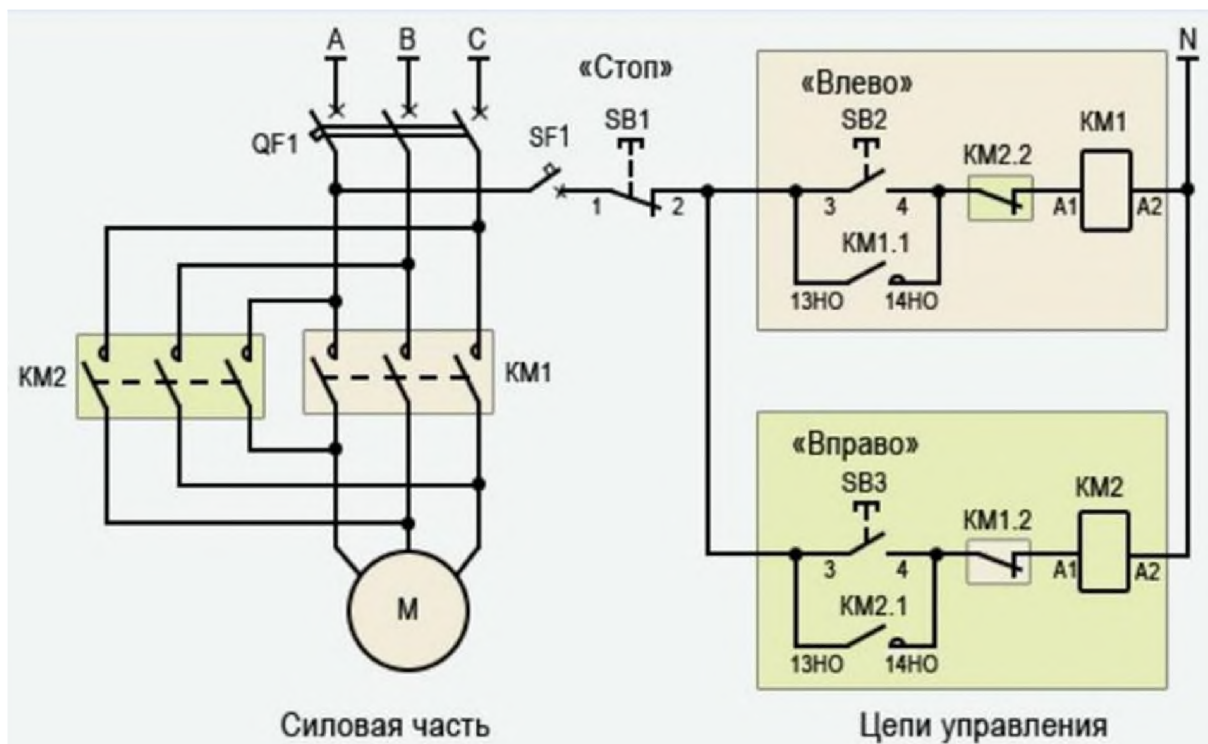 A B C N
«Стоп»
«Влево»
QF1
SF1
SB1
SB2
KM2.2
KM1
1 2
3 4
A1 A2
KM1.1
13НО 14НО
KM2
KM1
«Вправо»
SB3
KM1.2
KM2
3 4
A1 A2
KM2.1
13НО 14НО
M
Силовая часть
Цепи управления